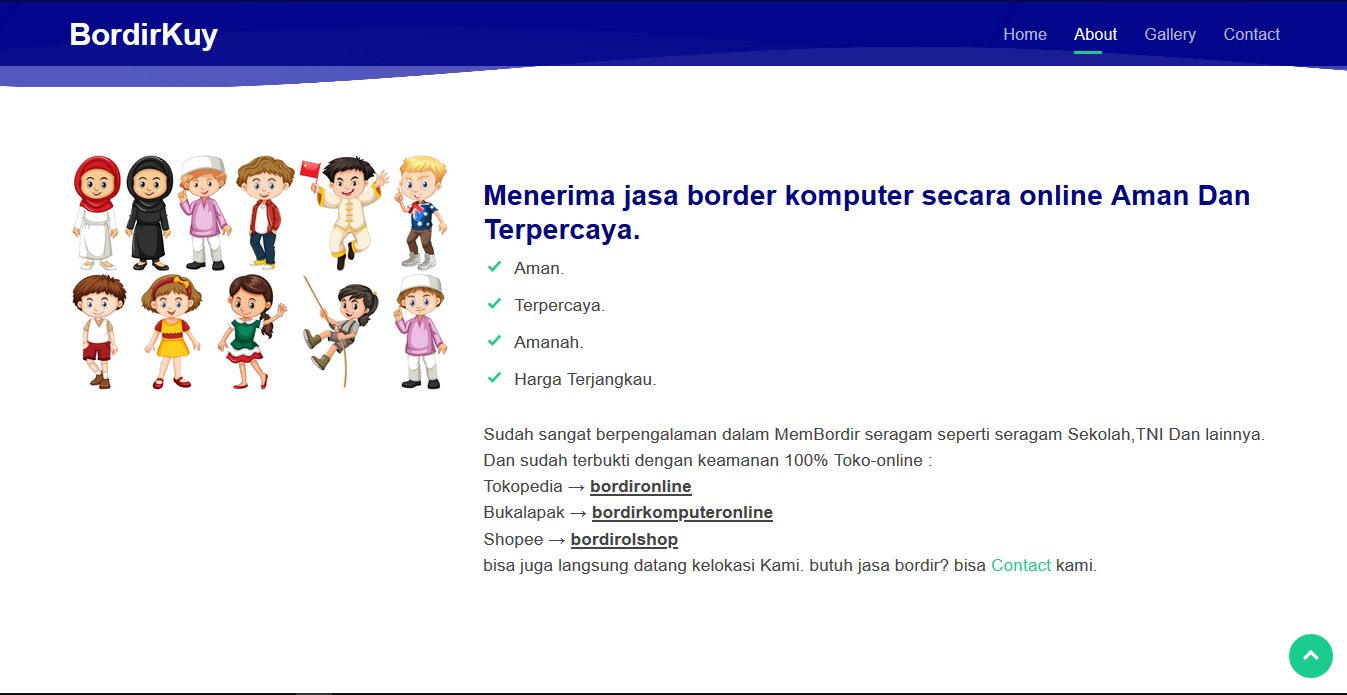 BordirKuy
Home About Gallery Contact
Menerima jasa border komputer secara online Aman Dan
Terpercaya.
Aman.
Terpercaya.
Amanah.
Harga Terjangkau.
Sudah sangat berpengalaman dalam MemBordir seragam seperti seragam Sekolah,TNI Dan lainnya.
Dan sudah terbukti dengan keamanan 100% Toko-online :
Tokopedia → bordironline
Bukalapak → bordirkomputeronline
Shopee → bordirolshop
bisa juga langsung datang kelokasi Kami. butuh jasa bordir? bisa Contact kami.